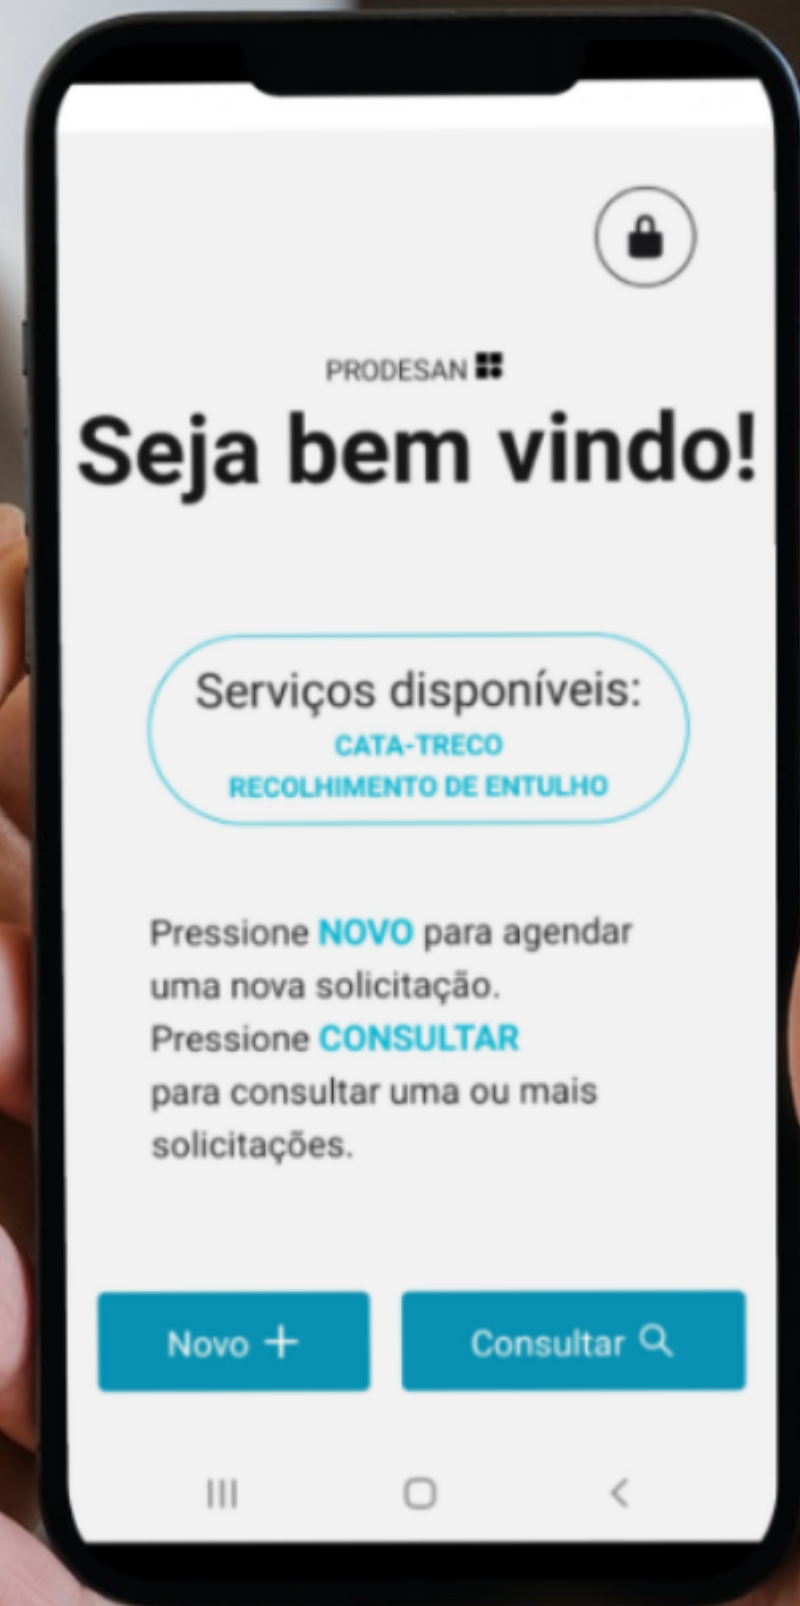 PRODESAN
Seja bem vindo!
Serviços disponíveis:
CATA-TRECO
RECOLHIMENTO DE ENTULHO
Pressione NOVO para agendar
uma nova solicitação.
Pressione CONSULTAR
para consultar uma ou mais
solicitações.
Novo
Consultar